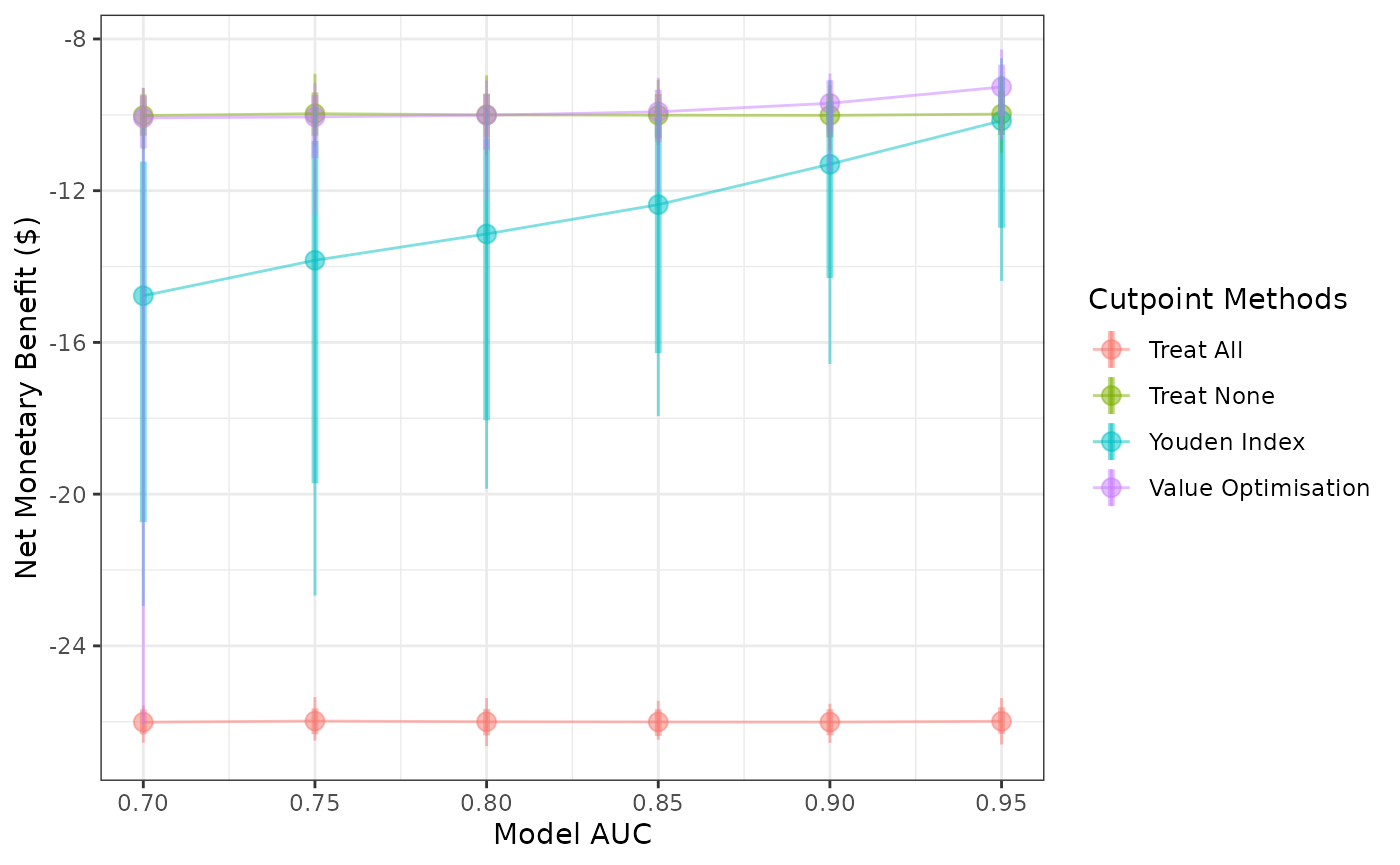 Net Monetary Benefit ($)
-8
-12
-16
-20
-24
0.70 0.75 0.80 0.85 0.90 0.95
Model AUC
Cutpoint Methods
Treat All
Treat None
Youden Index
Value Optimisation